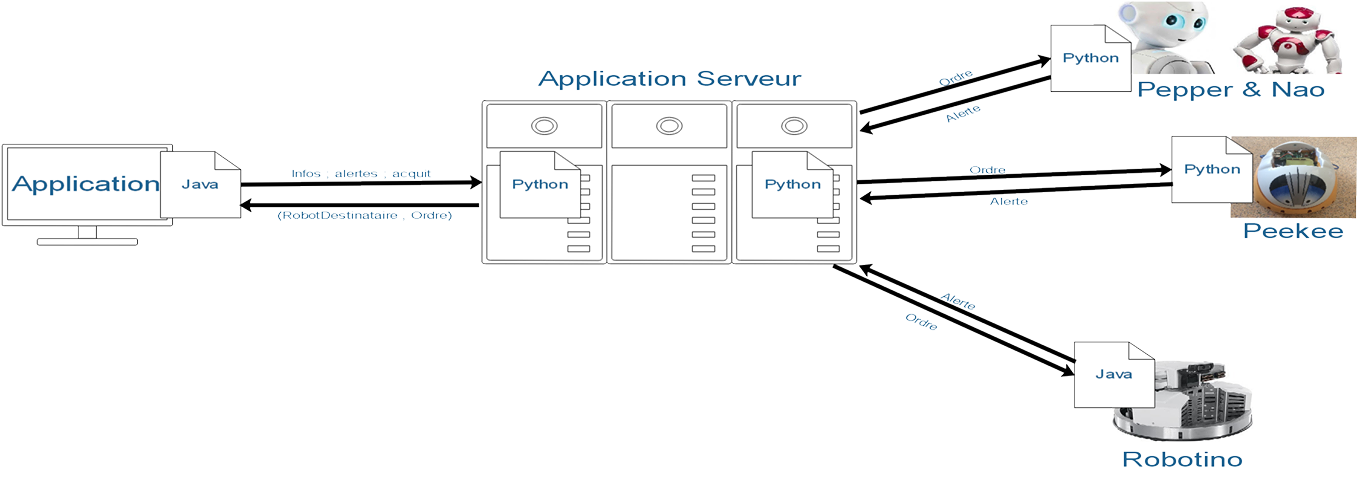 Application Serveur
Application
Java
Infos ; alertes ; acquit
(RobotDestinataire , Ordre)
Python
Python
Ordre
Alerte
Python
Pepper & Nao
Ordre
Alerte
Python
Peekee
Alerte
Ordre
Java
Robotino